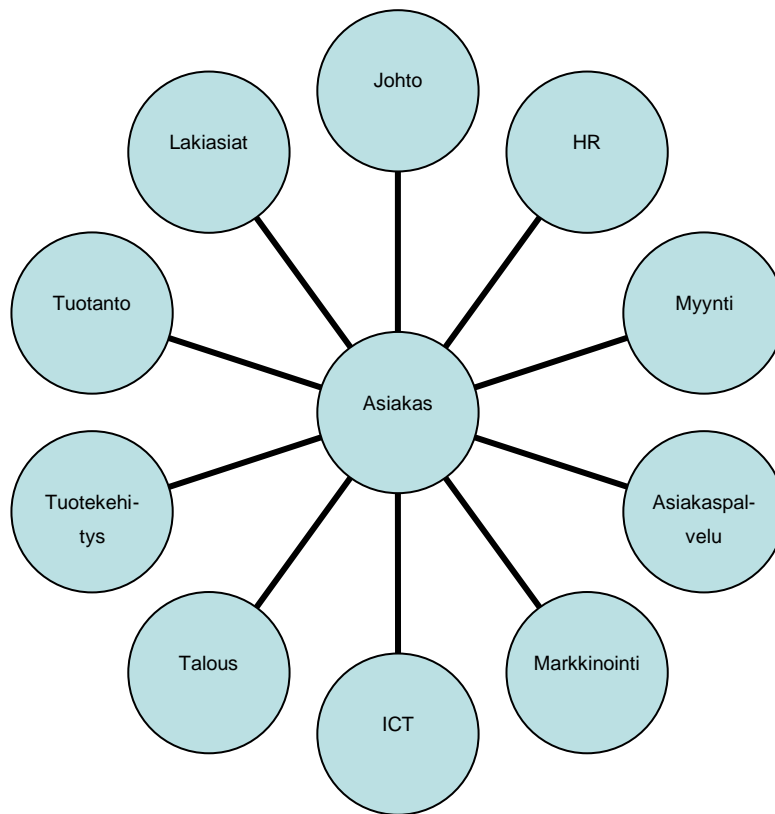 Johto
Lakiasiat
HR
Tuotanto
Myynti
Asiakas
Tuotekehi-
tys
Asiakaspal-
velu
Talous
Markkinointi
ICT